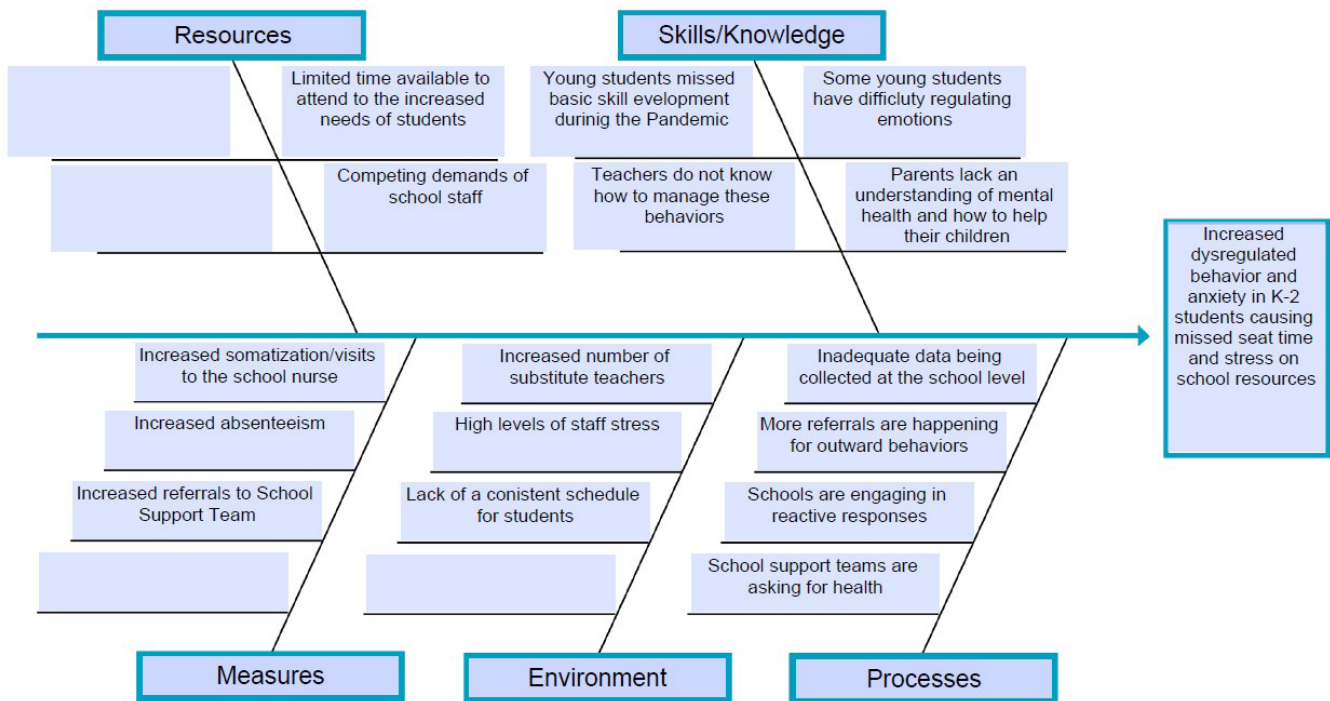 Resources
Skills/Knowledge
Limited time available to
attend to the increased
needs of students
Young students missed
basic skill evelopment
durinig the Pandemic
Some young students
have difficluty regulating
emotions
Competing demands of
school staff
Teachers do not know
how to manage these
behaviors
Parents lack an
understanding of mental
health and how to help
their children
Increased
dysregulated
behavior and
anxiety in K-2
students causing
missed seat time
and stress on
school resources
Increased somatization/visits
to the school nurse
Increased number of
substitute teachers
Inadequate data being
collected at the school level
Increased absenteeism
High levels of staff stress
More referrals are happening
for outward behaviors
Increased referrals to School
Support Team
Lack of a conistent schedule
for students
Schools are engaging in
reactive responses
School support teams are
asking for health
Measures
Environment
Processes